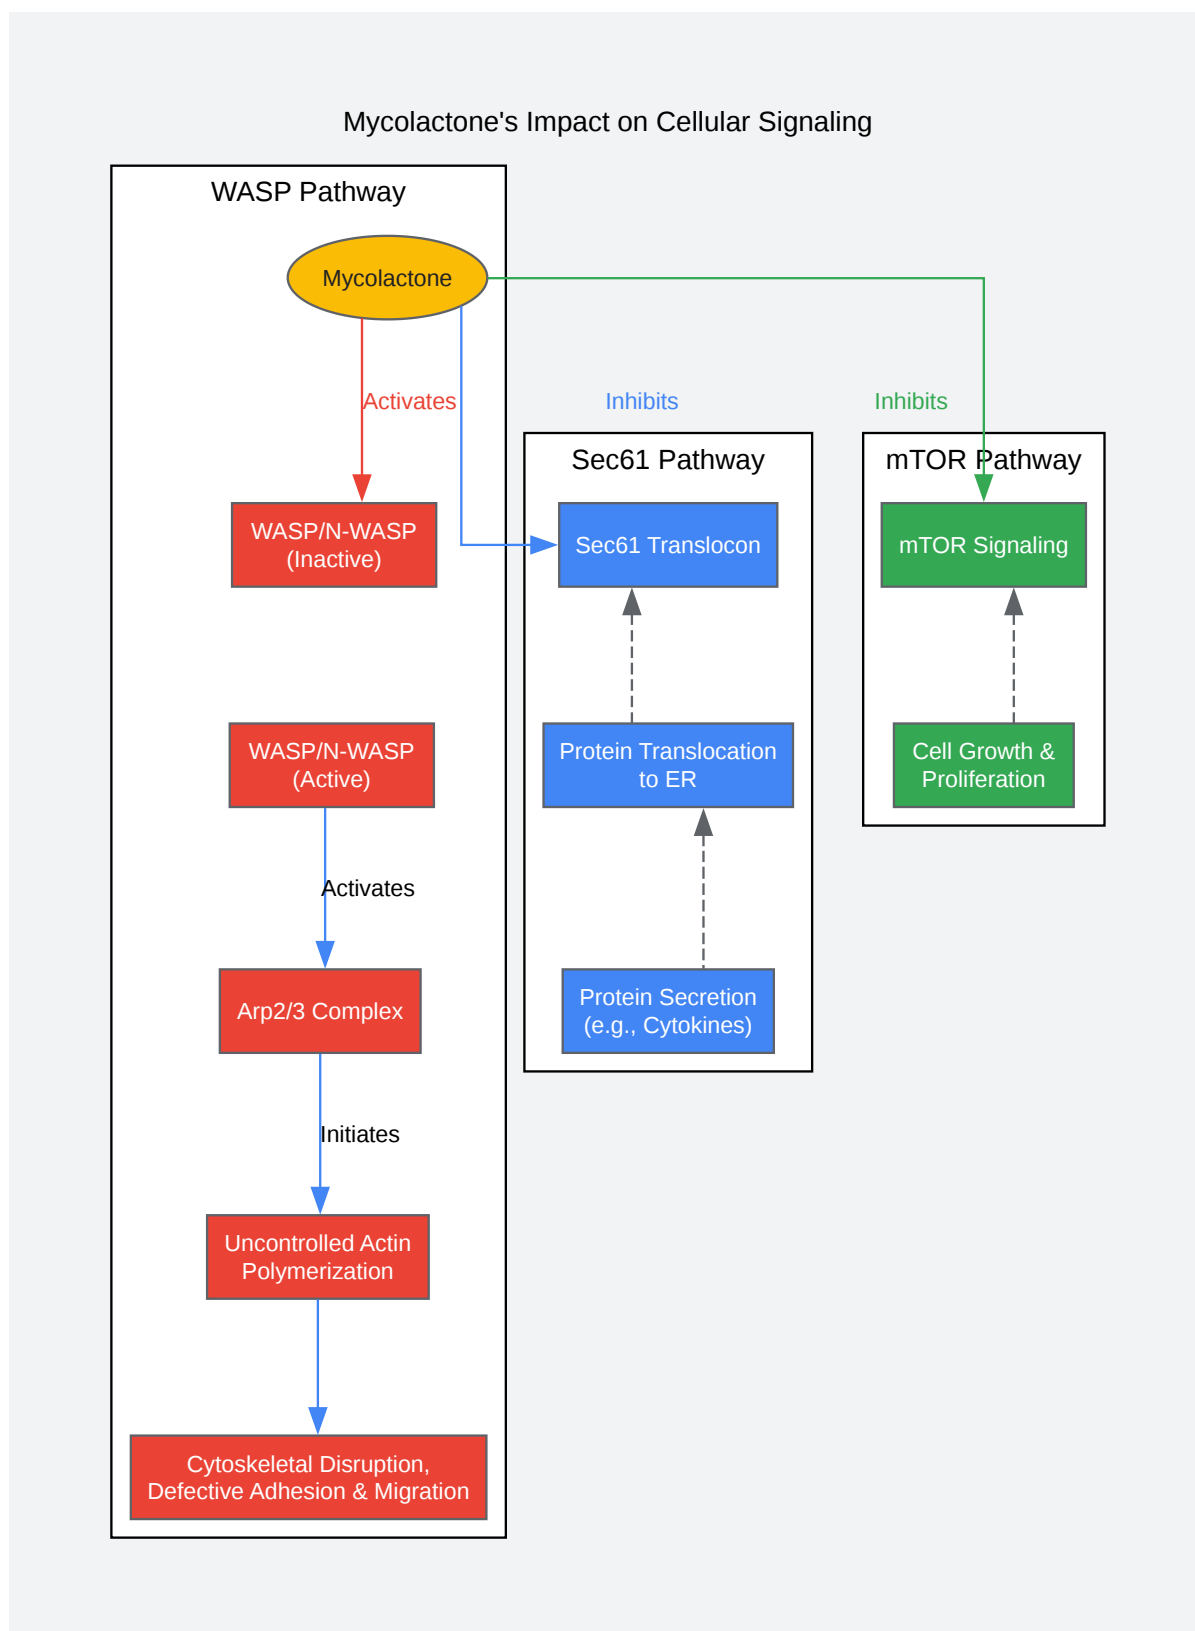 Mycolactone's Impact on Cellular Signaling
WASP Pathway
Mycolactone
Activates
Inhibits
Inhibits
Sec61 Pathway
mTOR Pathway
WASP/N-WASP
(Inactive)
Sec61 Translocon
mTOR Signaling
WASP/N-WASP
(Active)
Protein Translocation
to ER
Cell Growth &
Proliferation
Activates
Arp2/3 Complex
Protein Secretion
(e.g., Cytokines)
Initiates
Uncontrolled Actin
Polymerization
Cytoskeletal Disruption,
Defective Adhesion & Migration